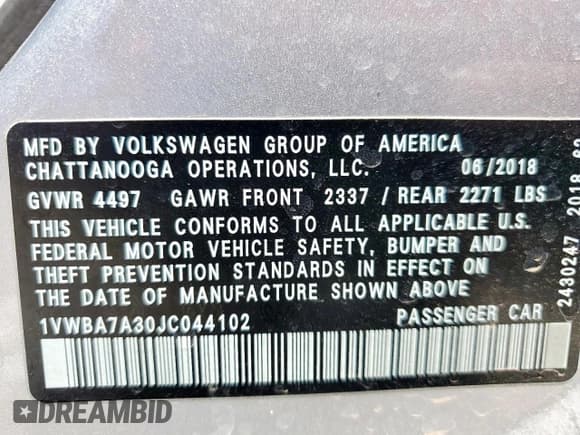 MFD BY VOLKSWAGEN GROUP OF AMERICA
CHATTANOOGA OPERATIONS, LLC. 06/2018
GVWR 4497 GAWR FRONT 2337 / REAR 2271 LBS
THIS VEHICLE CONFORMS TO ALL APPLICABLE U.S.
FEDERAL MOTOR VEHICLE SAFETY, BUMPER AND
THEFT PREVENTION STANDARDS IN EFFECT ON
THE DATE OF MANUFACTURE SHOWN ABOVE
1VWBA7A30JC044102 PASSENGER CAR
2430247 2018
DREAMBID